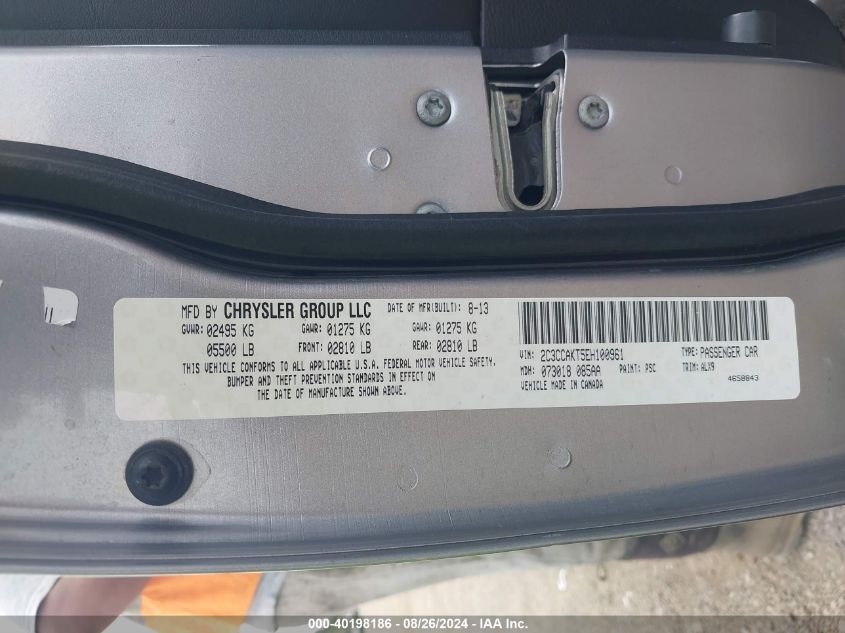 MFD BY CHRYSLER GROUP LLC DATE OF MFR(BUILT): 8-13
GVWR: 02495 KG GAWR: 01275 KG GAWR: 01275 KG
05500 LB FRONT: 02810 LB REAR: 02810 LB
THIS VEHICLE CONFORMS TO ALL APPLICABLE U.S.A. FEDERAL MOTOR VEHICLE SAFETY,
BUMPER AND THEFT PREVENTION STANDARDS IN EFFECT ON
THE DATE OF MANUFACTURE SHOWN ABOVE.
VIN: 2C3CCAKT5EH100961 TYPE: PASSENGER CAR
MDH: 073018 085AA PAINT: PSC TRIM: ALX9
VEHICLE MADE IN CANADA 4658843
000-40198186 - 08/26/2024 - IAA Inc.